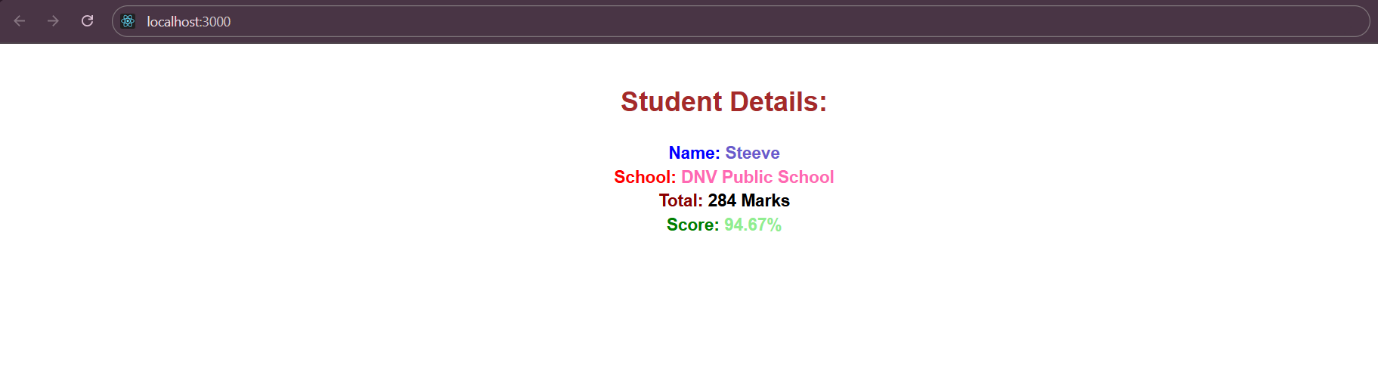 localhost:3000
Student Details:
Name: Steeve
School: DNV Public School
Total: 284 Marks
Score: 94.67%